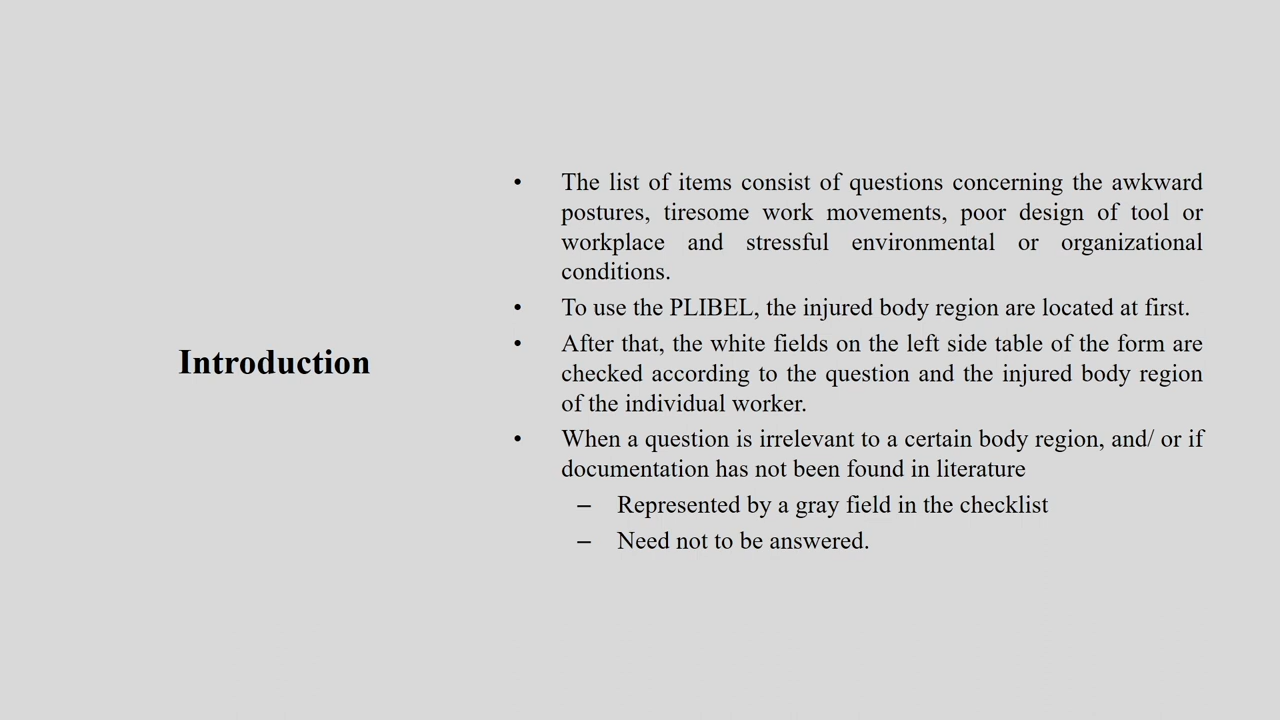 Introduction
• The list of items consist of questions concerning the awkward
postures, tiresome work movements, poor design of tool or
workplace and stressful environmental or organizational
conditions.
• To use the PLIBEL, the injured body region are located at first.
• After that, the white fields on the left side table of the form are
checked according to the question and the injured body region
of the individual worker.
• When a question is irrelevant to a certain body region, and/ or if
documentation has not been found in literature
– Represented by a gray field in the checklist
– Need not to be answered.